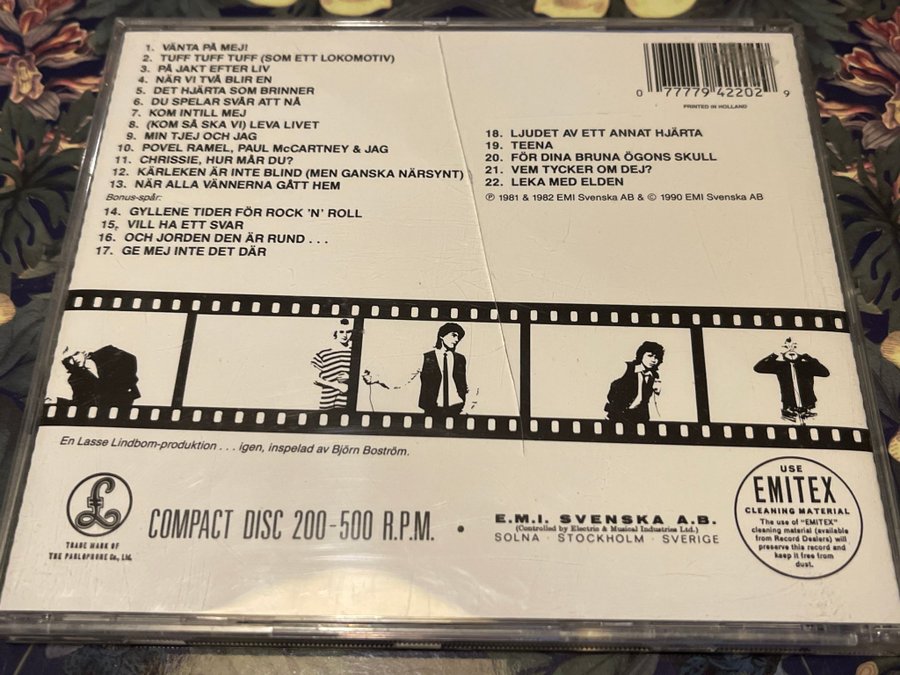 1. VÄNTA PÅ MEJ!
2. TUFF TUFF TUFF (SOM ETT LOKOMOTIV)
3. PÅ JAKT EFTER LIV
4. NÄR VI TVÅ BLIR EN
5. DET HJÄRTA SOM BRINNER
6. DU SPELAR SVÅR ATT NÅ
7. KOM INTILL MEJ
8. (KOM SÅ SKA VI) LEVA LIVET
9. MIN TJEJ OCH JAG
10. POVEL RAMEL, PAUL McCARTNEY & JAG
11. CHRISSIE, HUR MÅR DU?
12. KÄRLEKEN ÄR INTE BLIND (MEN GANSKA NÄRSYNT)
13. NÄR ALLA VÄNNERNA GÅTT HEM
Bonus-spår:
14. GYLLENE TIDER FÖR ROCK 'N' ROLL
15. VILL HA ETT SVAR
16. OCH JORDEN DEN ÄR RUND . . .
17. GE MEJ INTE DET DÄR
0 77779 42202 9
PRINTED IN HOLLAND
18. LJUDET AV ETT ANNAT HJÄRTA
19. TEENA
20. FÖR DINA BRUNA ÖGONS SKULL
21. VEM TYCKER OM DEJ?
22. LEKA MED ELDEN
℗ 1981 & 1982 EMI Svenska AB & © 1990 EMI Svenska AB
En Lasse Lindbom-produktion . . . igen, inspelad av Björn Boström.
£
TRADE MARK OF
THE PARLOPHONE Co., Ltd.
COMPACT DISC 200-500 R.P.M. •
E.M.I. SVENSKA A.B.
(Controlled by Electric & Musical Industries Ltd.)
SOLNA · STOCKHOLM · SVERIGE
USE
EMITEX
CLEANING MATERIAL
The use of "EMITEX"
cleaning material (available
from Record Dealers) will
preserve this record and
keep it free from
dust.